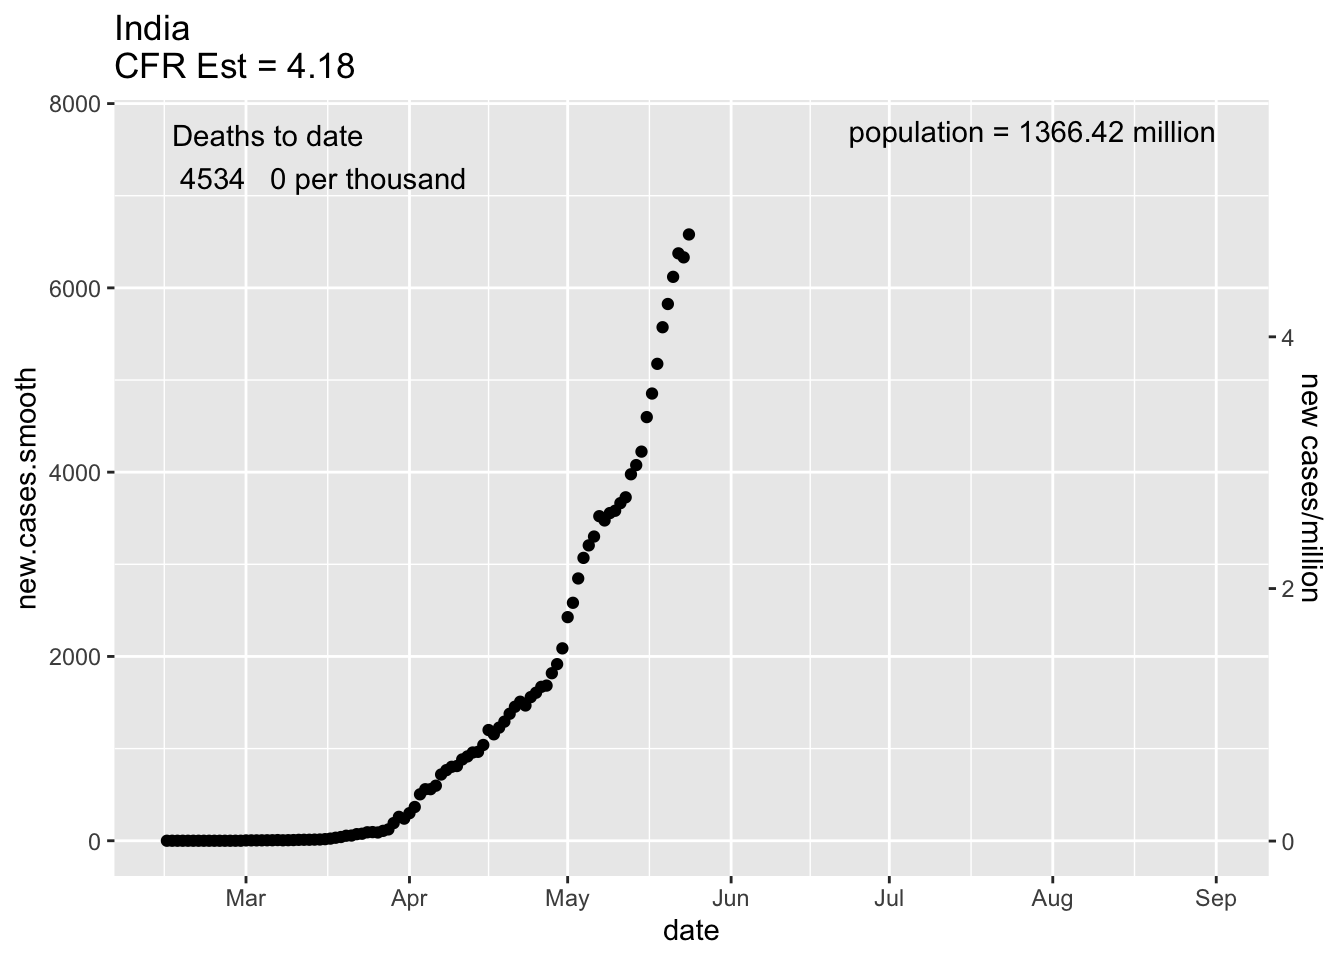 India
CFR Est = 4.18
Deaths to date
4534 0 per thousand
population = 1366.42 million
8000
6000
4000
2000
0
new.cases.smooth
4
2
0
new cases/million
Mar Apr May Jun Jul Aug Sep
date